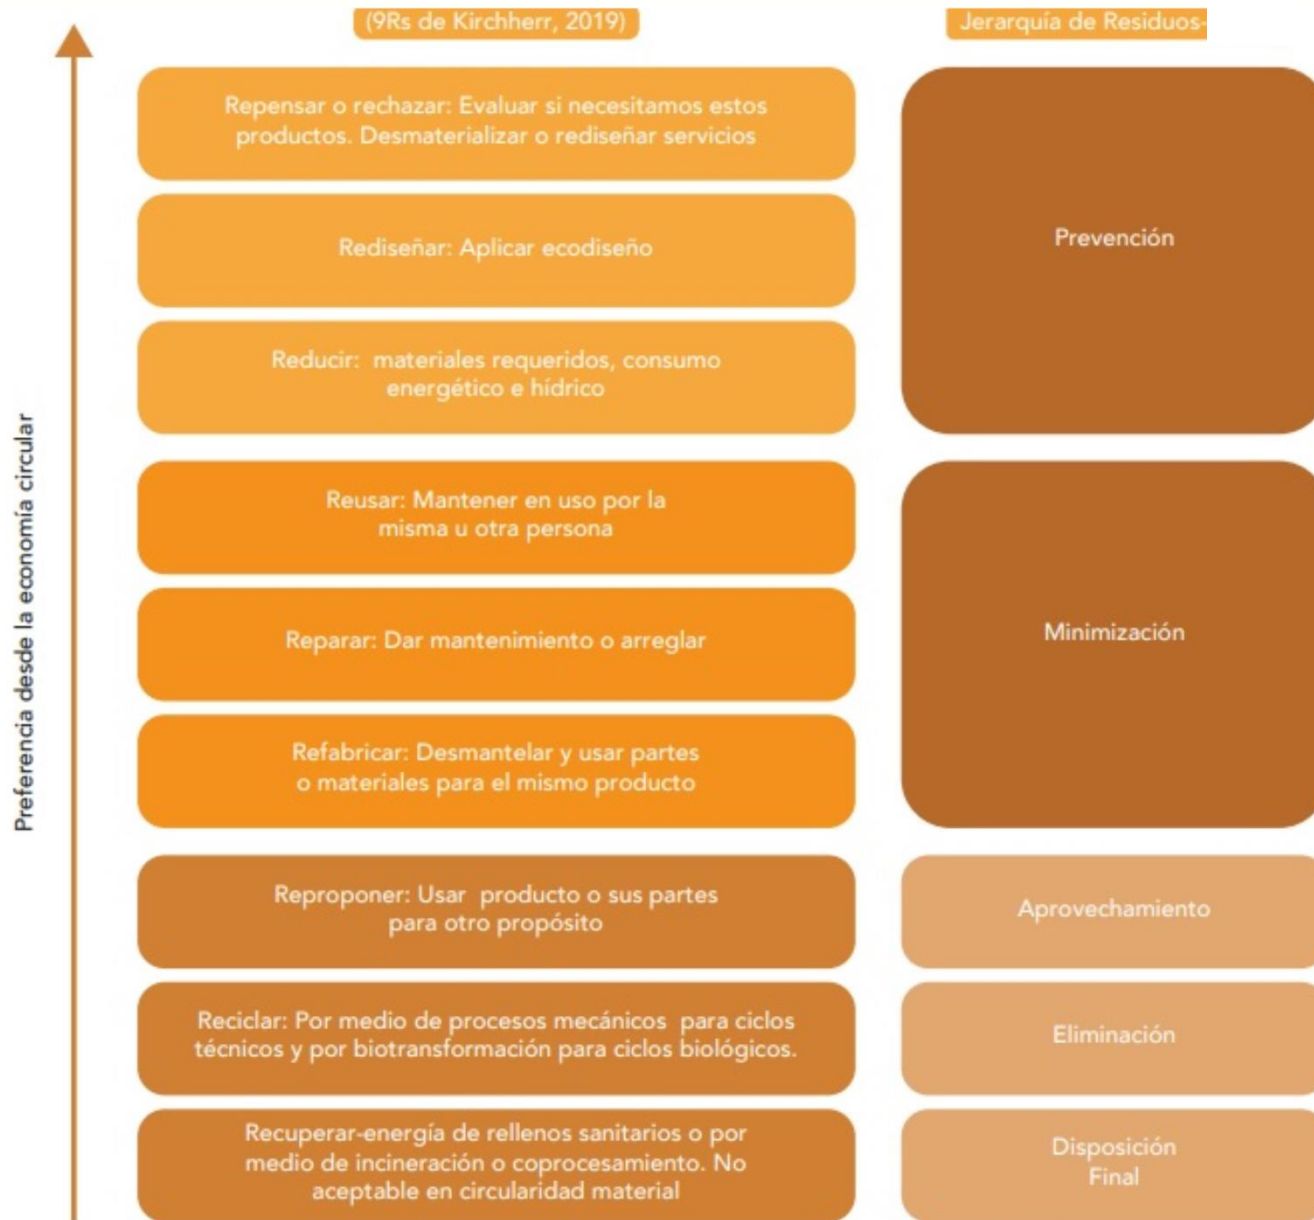 (9Rs de Kirchherr, 2019)
Jerarquía de Residuos-
Repensar o rechazar: Evaluar si necesitamos estos
productos. Desmaterializar o rediseñar servicios
Rediseñar: Aplicar ecodiseño
Reducir: materiales requeridos, consumo
energético e hídrico
Prevención
Reusar: Mantener en uso por la
misma u otra persona
Reparar: Dar mantenimiento o arreglar
Refabricar: Desmantelar y usar partes
o materiales para el mismo producto
Minimización
Reproponer: Usar producto o sus partes
para otro propósito
Aprovechamiento
Reciclar: Por medio de procesos mecánicos para ciclos
técnicos y por biotransformación para ciclos biológicos.
Eliminación
Recuperar-energía de rellenos sanitarios o por
medio de incineración o coprocesamiento. No
aceptable en circularidad material
Disposición
Final
Preferencia desde la economía circular